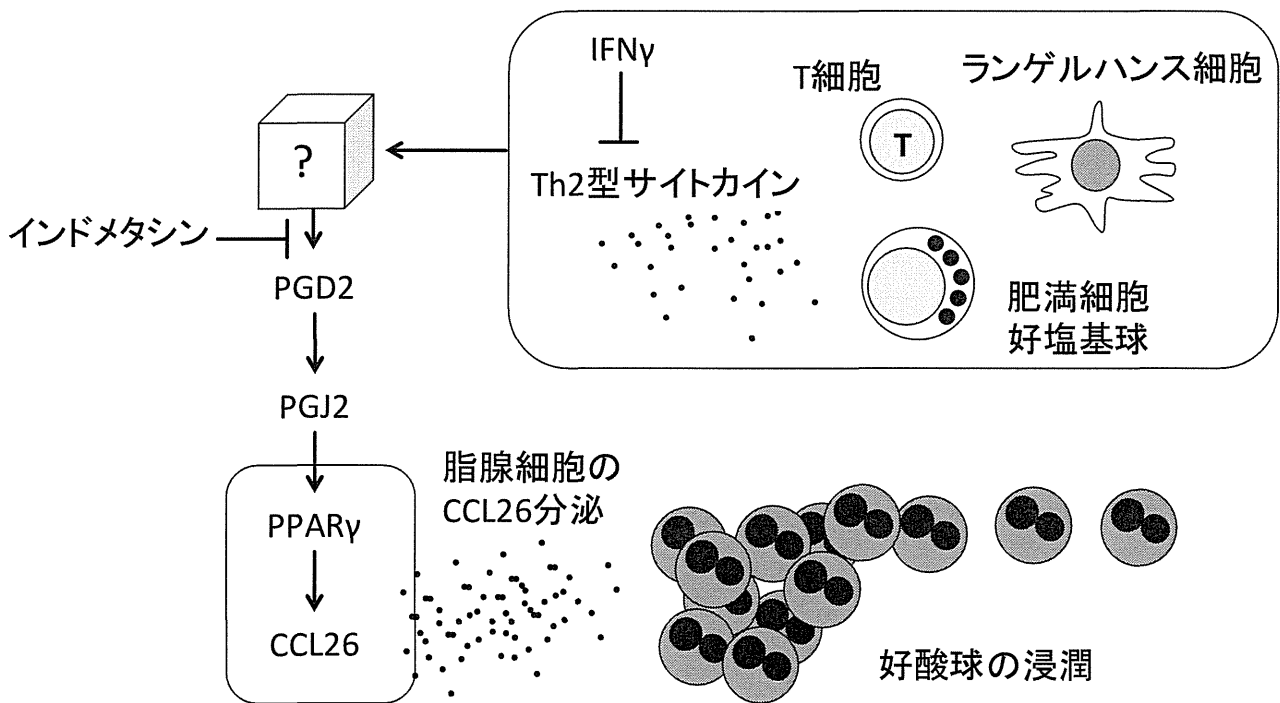 IFNγ
T細胞
ランゲルハンス細胞
?
T
Th2型サイトカイン
インドメタシン
PGD2
肥満細胞
好塩基球
PGJ2
脂腺細胞の
CCL26分泌
PPARγ
CCL26
好酸球の浸潤